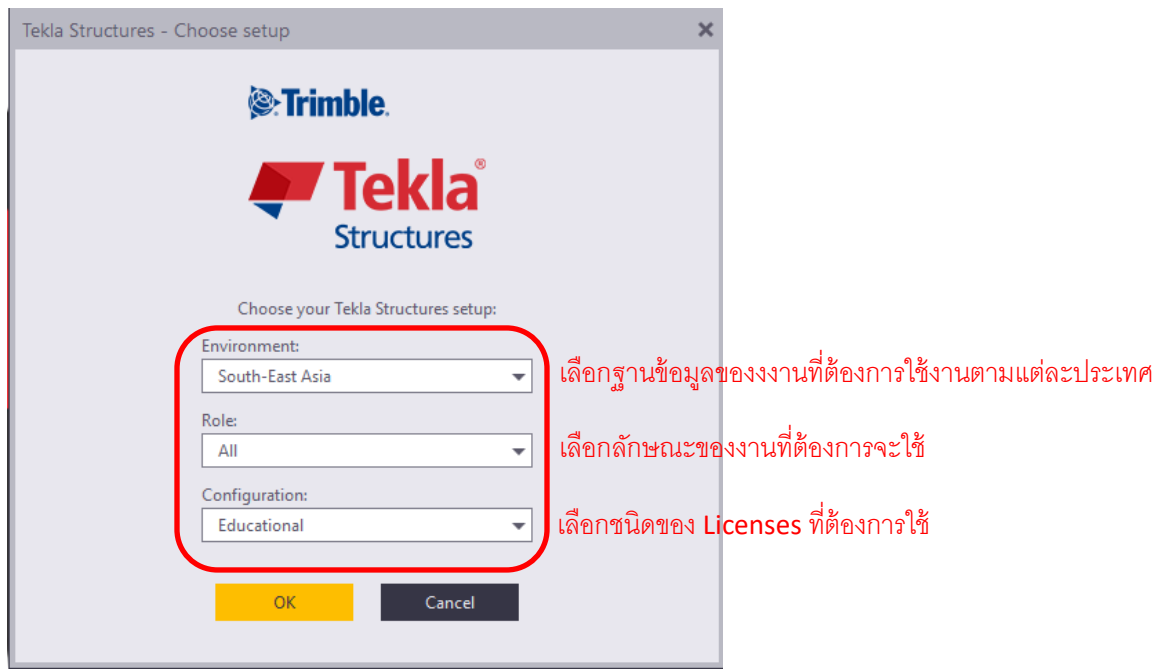 Tekla Structures - Choose setup
Trimble.
Tekla®
Structures
Choose your Tekla Structures setup:
Environment:
South-East Asia เลือกฐานข้อมูลของงงานที่ต้องการใช้งานตามแต่ละประเทศ
Role:
All เลือกลักษณะของงานที่ต้องการจะใช้
Configuration:
Educational เลือกชนิดของ Licenses ที่ต้องการใช้
OK Cancel